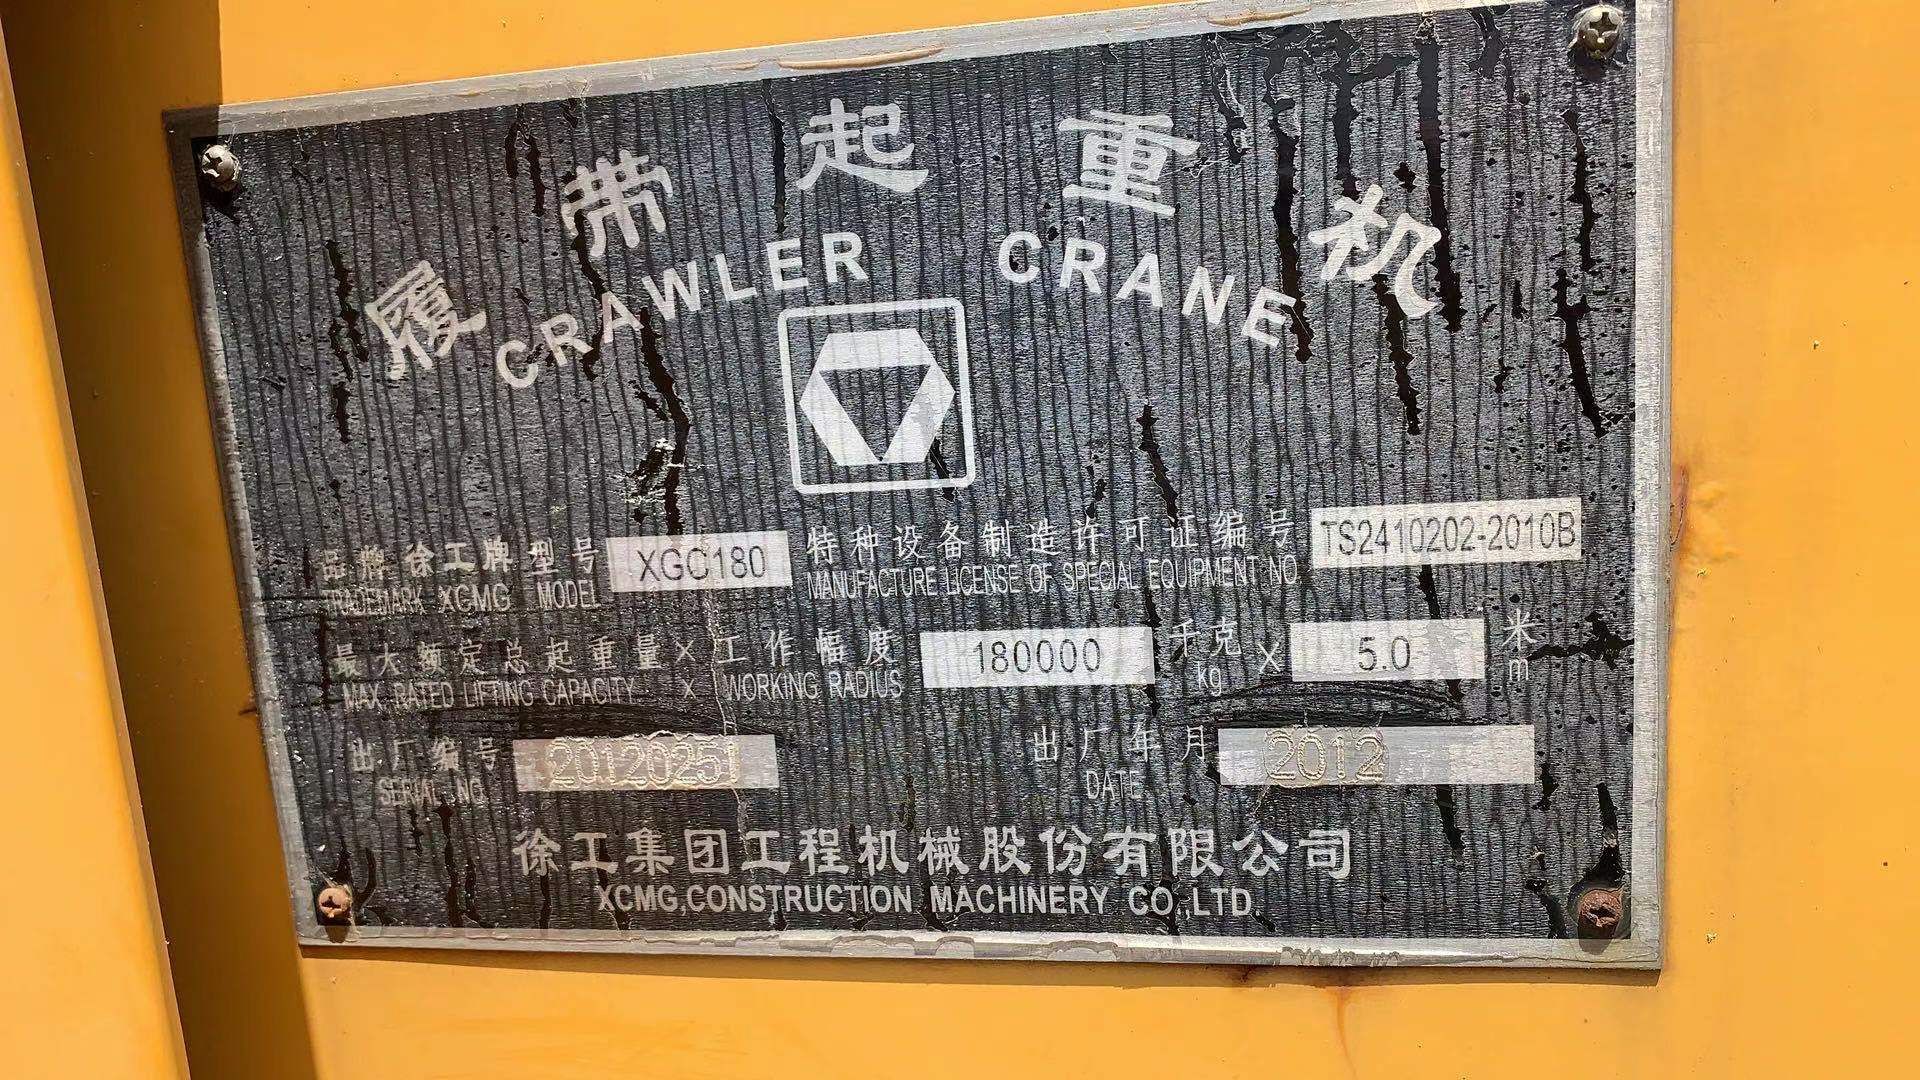 履带起重机
CRAWLER CRANE
品牌 徐工牌 型号 XGC180 特种设备制造许可证编号 TS2410202-2010B
TRADEMARK XCMG MODEL MANUFACTURE LICENSE OF SPECIAL EQUIPMENT NO
最大额定总起重量 × 工作幅度 180000 千克 X 5.0 米
MAX RATED LIFTING CAPACITY X WORKING RADIUS kg m
出厂编号 20120251 出厂年月 2012
SERIAL NO. DATE
徐工集团工程机械股份有限公司
XCMG,CONSTRUCTION MACHINERY CO.,LTD.